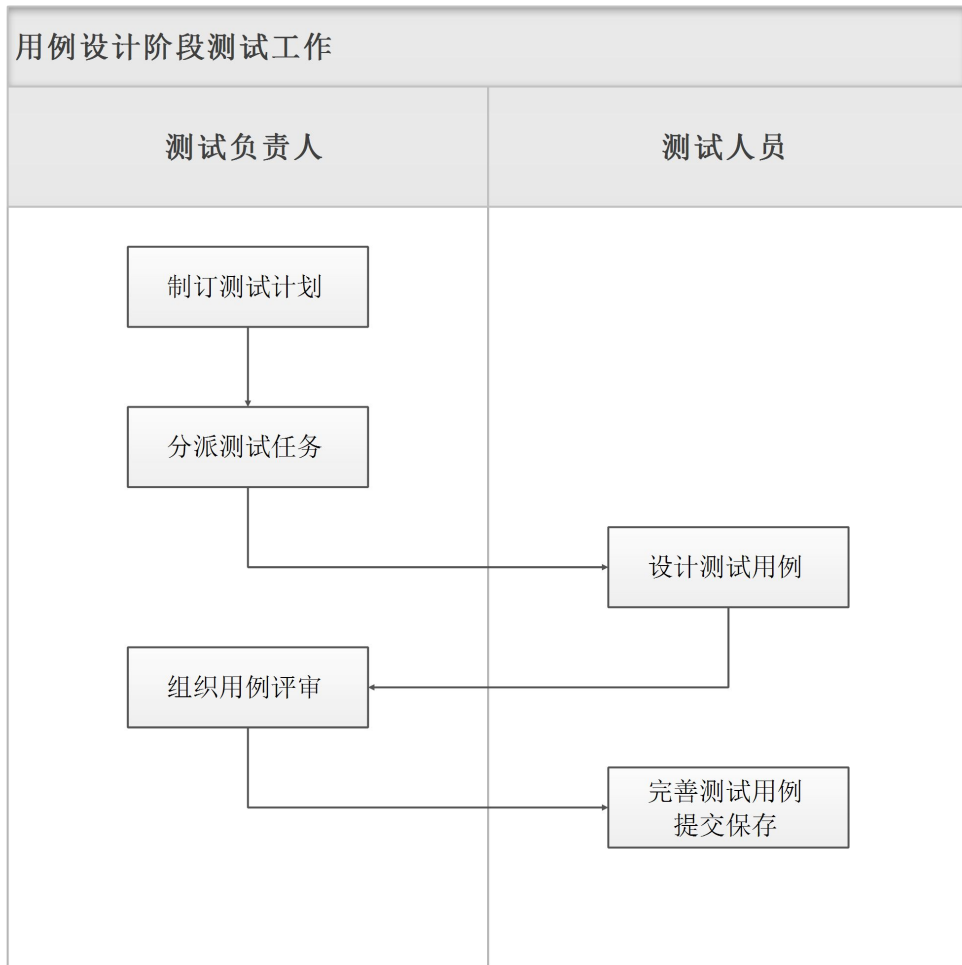 用例设计阶段测试工作
测试负责人
测试人员
制订测试计划
分派测试任务
设计测试用例
组织用例评审
完善测试用例
提交保存